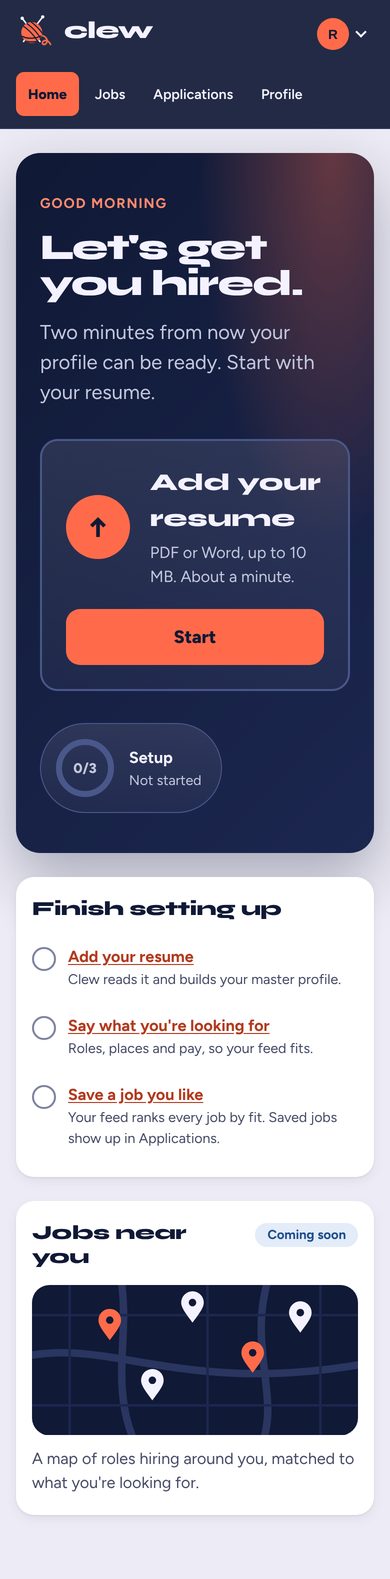 clew
R
Home
Jobs
Applications
Profile
GOOD MORNING
Let's get
you hired.
Two minutes from now your
profile can be ready. Start with
your resume.
Add your
resume
PDF or Word, up to 10
MB. About a minute.
Start
0/3
Setup
Not started
Finish setting up
Add your resume
Clew reads it and builds your master profile.
Say what you're looking for
Roles, places and pay, so your feed fits.
Save a job you like
Your feed ranks every job by fit. Saved jobs
show up in Applications.
Jobs near
you
Coming soon
A map of roles hiring around you, matched to
what you're looking for.